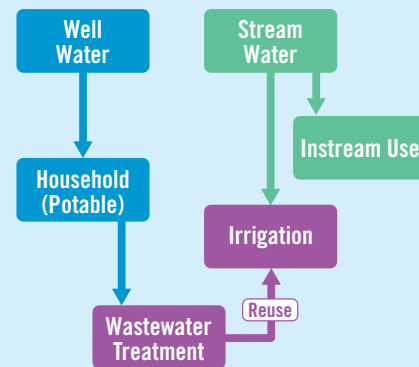 Well
Water
Stream
Water
Instream Use
Household
(Potable)
Irrigation
Reuse
Wastewater
Treatment